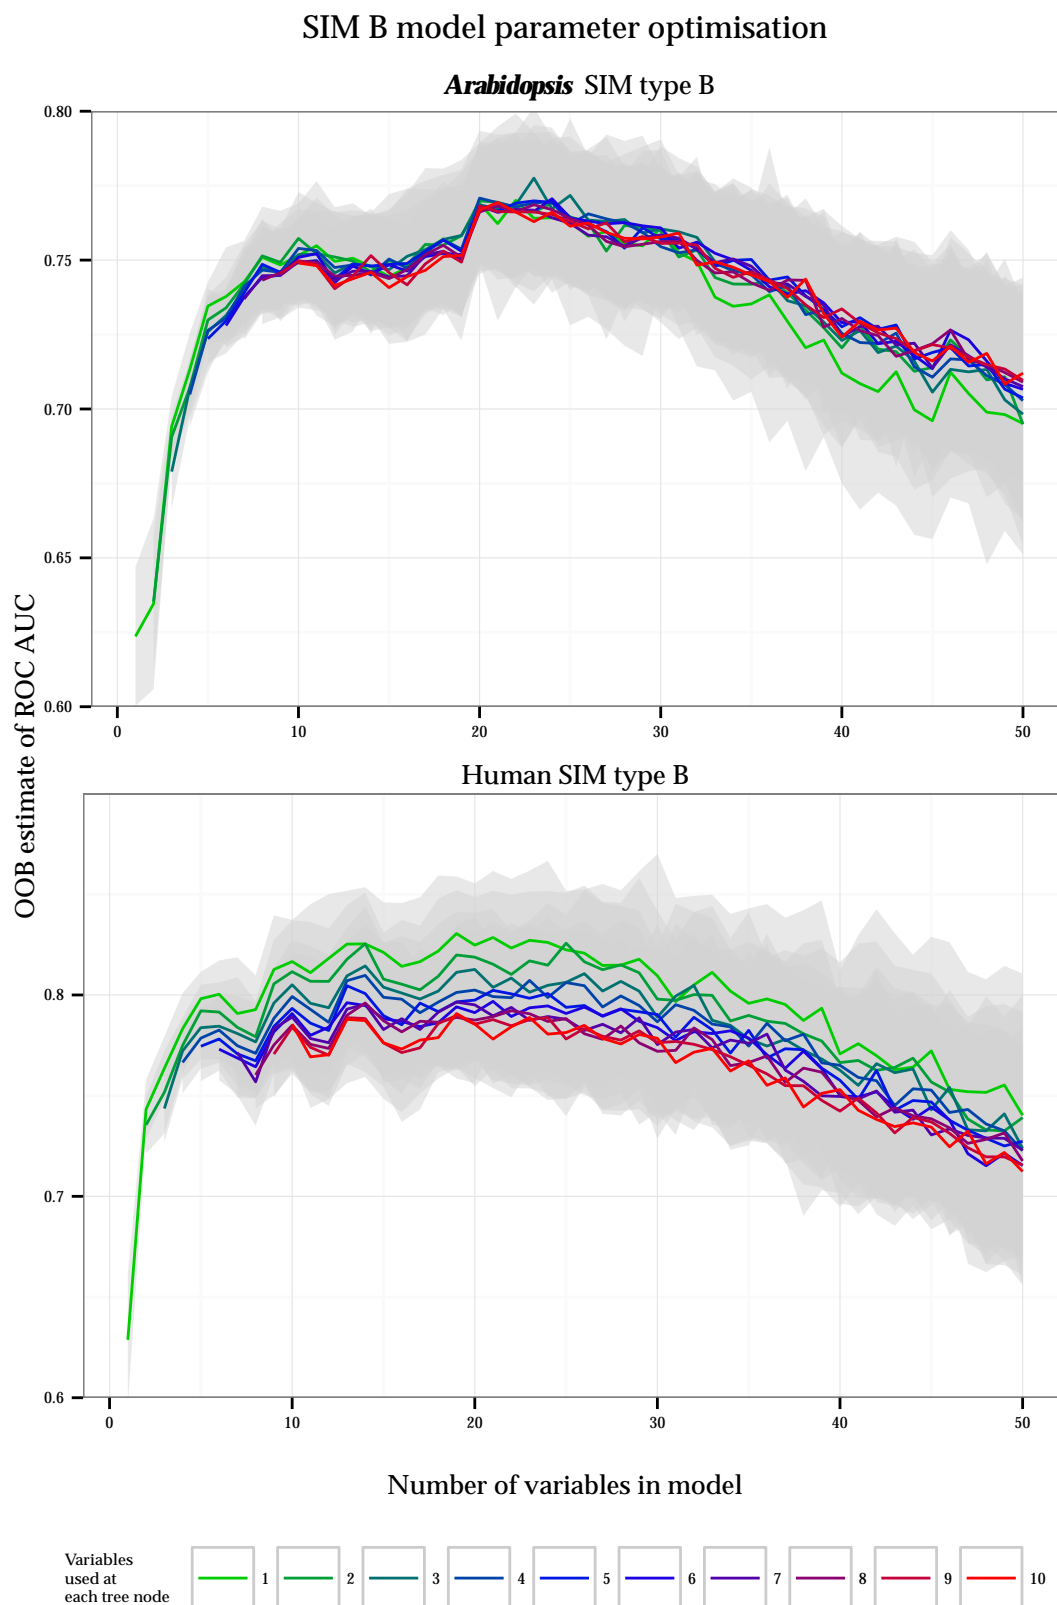 SIM B model parameter optimisation
Arabidopsis SIM type B
0.80
0.75
0.70
0.65
0.60
0 10 20 30 40 50
OOB estimate of ROC AUC
Human SIM type B
0.8
0.7
0.6
0 10 20 30 40 50
Number of variables in model
Variables
used at
each tree node
1 2 3 4 5 6 7 8 9 10